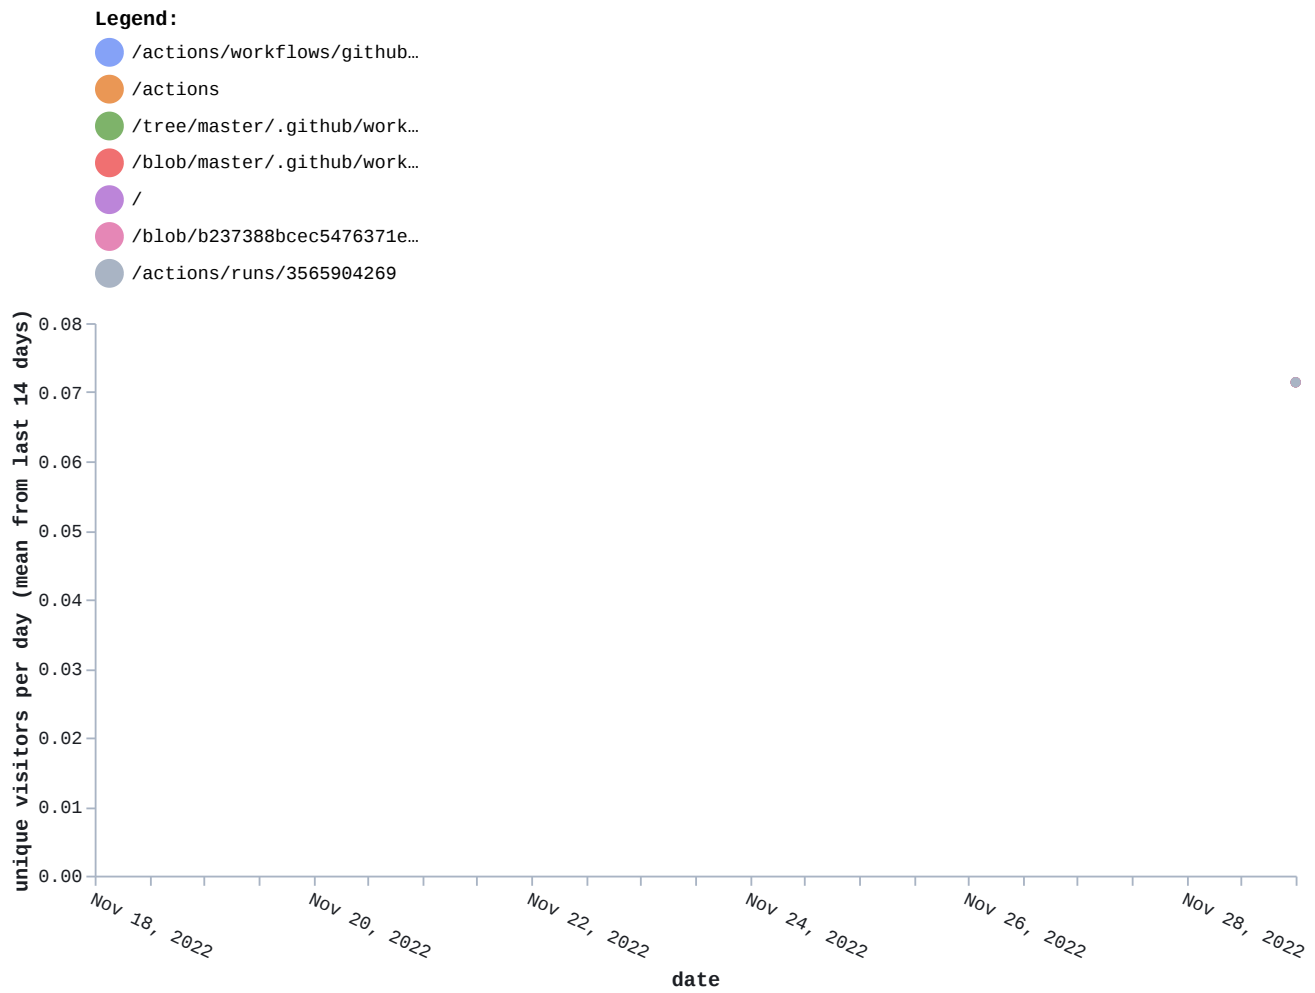 Legend:
/actions/workflows/github…
/actions
/tree/master/.github/work…
/blob/master/.github/work…
/
/blob/b237388bcec5476371e…
/actions/runs/3565904269
unique visitors per day (mean from last 14 days)
0.08
0.07
0.06
0.05
0.04
0.03
0.02
0.01
0.00
Nov 18, 2022
Nov 20, 2022
Nov 22, 2022
Nov 24, 2022
Nov 26, 2022
Nov 28, 2022
date